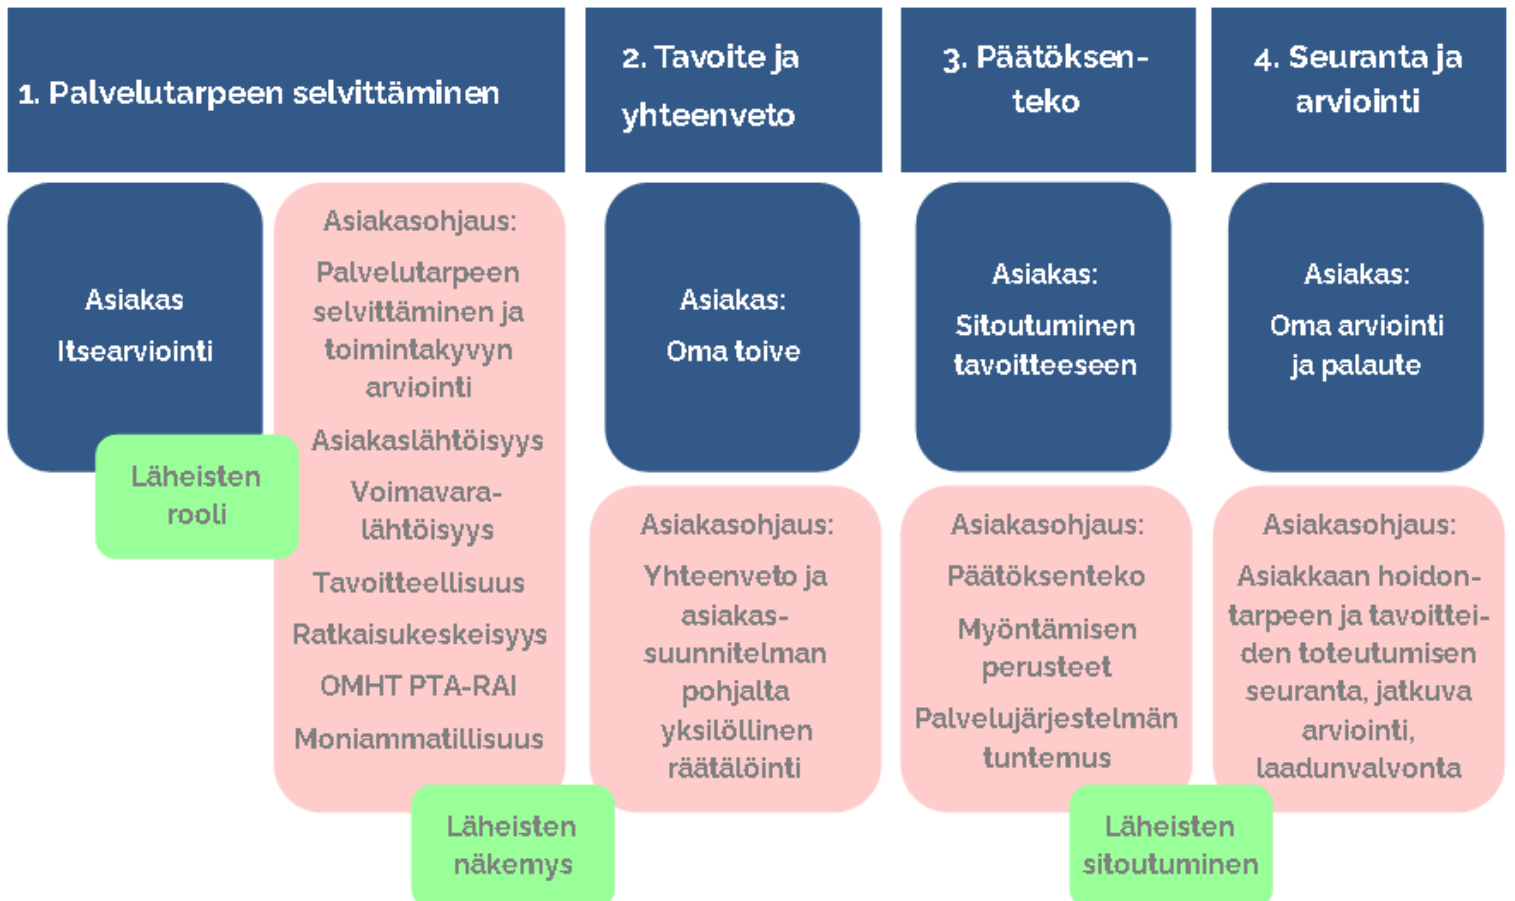 1. Palvelutarpeen selvittäminen
2. Tavoite ja
yhteenveto
3. Päätöksen-
teko
4. Seuranta ja
arviointi
Asiakas
Itsearviointi
Läheisten
rooli
Asiakasohjaus:
Palvelutarpeen
selvittäminen ja
toimintakyvyn
arviointi
Asiakaslähtöisyys
Voimavara-
lähtöisyys
Tavoitteellisuus
Ratkaisukeskeisyys
OMHT PTA-RAI
Moniammatillisuus
Läheisten
näkemys
Asiakas:
Oma toive
Asiakasohjaus:
Yhteenveto ja
asiakas-
suunnitelman
pohjalta
yksilöllinen
räätälöinti
Asiakas:
Sitoutuminen
tavoitteeseen
Asiakasohjaus:
Päätöksenteko
Myöntämisen
perusteet
Palvelujärjestelmän
tuntemus
Läheisten
sitoutuminen
Asiakas:
Oma arviointi
ja palaute
Asiakasohjaus:
Asiakkaan hoidon-
tarpeen ja tavoittei-
den toteutumisen
seuranta, jatkuva
arviointi,
laadunvalvonta